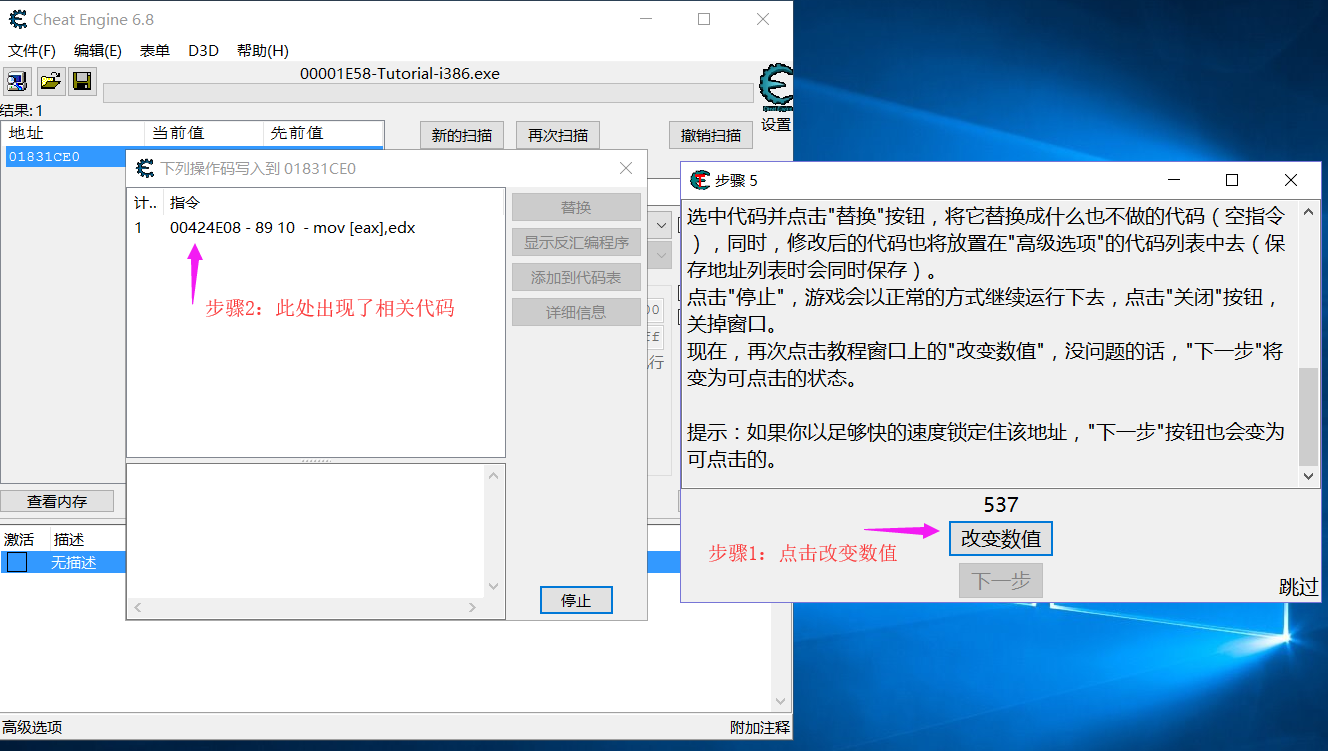 Cheat Engine 6.8
文件(F) 编辑(E) 表单 D3D 帮助(H)
00001E58-Tutorial-i386.exe
结果: 1
设置
地址 当前值 先前值
新的扫描 再次扫描 撤销扫描
01831CE0
下列操作码写入到 01831CE0
计.. 指令
1 00424E08 - 89 10 - mov [eax],edx
步骤2：此处出现了相关代码
替换
显示反汇编程序
添加到代码表
详细信息
停止
00
ff
行
查看内存
激活 描述
无描述
高级选项 附加注释
步骤 5
选中代码并点击"替换"按钮，将它替换成什么也不做的代码（空指令
），同时，修改后的代码也将放置在"高级选项"的代码列表中去（保
存地址列表时会同时保存）。
点击"停止"，游戏会以正常的方式继续运行下去，点击"关闭"按钮，
关掉窗口。
现在，再次点击教程窗口上的"改变数值"，没问题的话，"下一步"将
变为可点击的状态。
提示：如果你以足够快的速度锁定住该地址，"下一步"按钮也会变为
可点击的。
537
改变数值
步骤1：点击改变数值
下一步
跳过